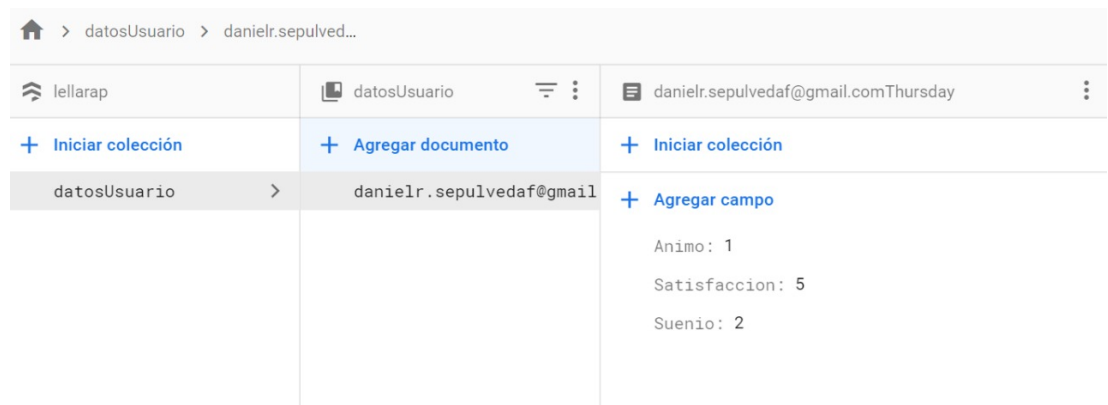 > datosUsuario > danielr.sepulved...
lellarap
datosUsuario
danielr.sepulvedaf@gmail.comThursday
+ Iniciar colección
+ Agregar documento
+ Iniciar colección
datosUsuario >
danielr.sepulvedaf@gmail
+ Agregar campo
Animo: 1
Satisfaccion: 5
Suenio: 2